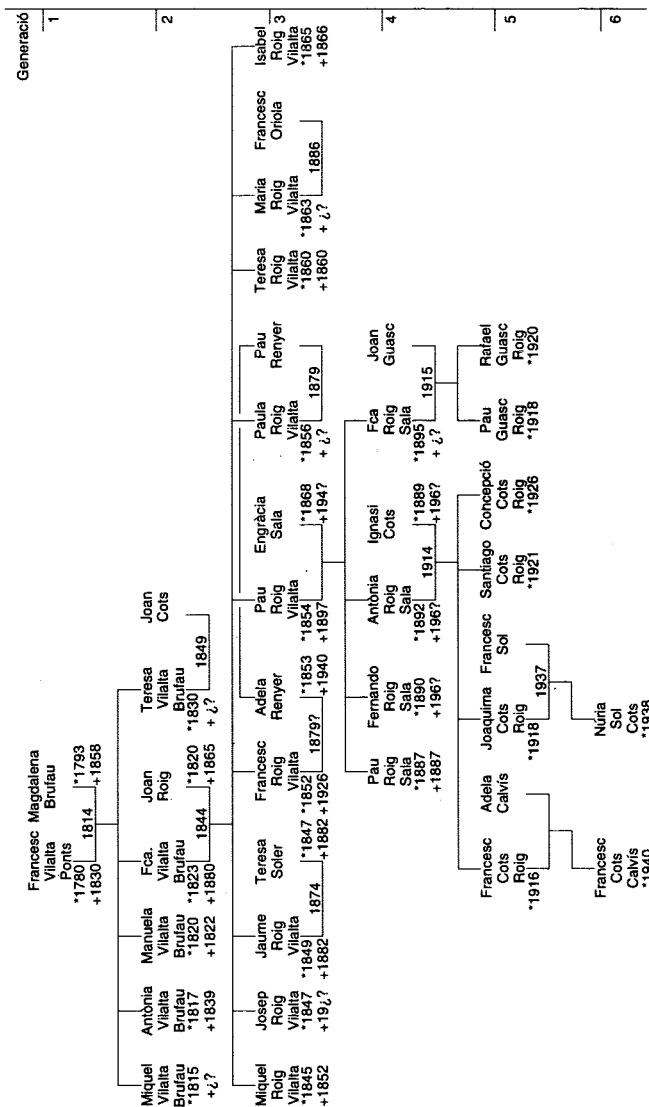 Generació
1
2
3
4
5
6
Francesc
Vilalta
Ponts
*1780
+1830
Magdalena
Brufau
*1793
+1858
1814
Miquel
Vilalta
Brufau
*1815
+¿?
Antònia
Vilalta
Brufau
*1817
+1839
Manuela
Vilalta
Brufau
*1820
+1822
Fca.
Vilalta
Brufau
*1823
+1880
Joan
Roig
*1820
+1865
1844
Teresa
Vilalta
Brufau
*1830
+ ¿?
Joan
Cots
1849
Miquel
Roig
Vilalta
*1845
+1852
Josep
Roig
Vilalta
*1847
+19¿?
Jaume
Roig
Vilalta
*1849
+1882
Teresa
Soler
*1847
+1882
1874
Francesc
Roig
Vilalta
*1852
+1926
Adela
Renyer
*1853
+1940
1879?
Pau
Roig
Vilalta
*1854
+1897
Engràcia
Sala
*1868
+194?
Paula
Roig
Vilalta
*1856
+ ¿?
Pau
Renyer
1879
Teresa
Roig
Vilalta
*1860
+1860
Maria
Roig
Vilalta
*1863
+ ¿?
Francesc
Oriola
1886
Isabel
Roig
Vilalta
*1865
+1866
Pau
Roig
Sala
*1887
+1887
Fernando
Roig
Sala
*1890
+196?
Antònia
Roig
Sala
*1892
+196?
Ignasi
Cots
*1889
+196?
1914
Fca
Roig
Sala
*1895
+ ¿?
Joan
Guasc
1915
Francesc
Cots
Roig
*1916
Adela
Calvís
Joaquima
Cots
Roig
*1918
Francesc
Sol
1937
Santiago
Cots
Roig
*1921
Concepció
Cots
Roig
*1926
Pau
Guasc
Roig
*1918
Rafael
Guasc
Roig
*1920
Francesc
Cots
Calvís
*1940
Núria
Sol
Cots
*1938